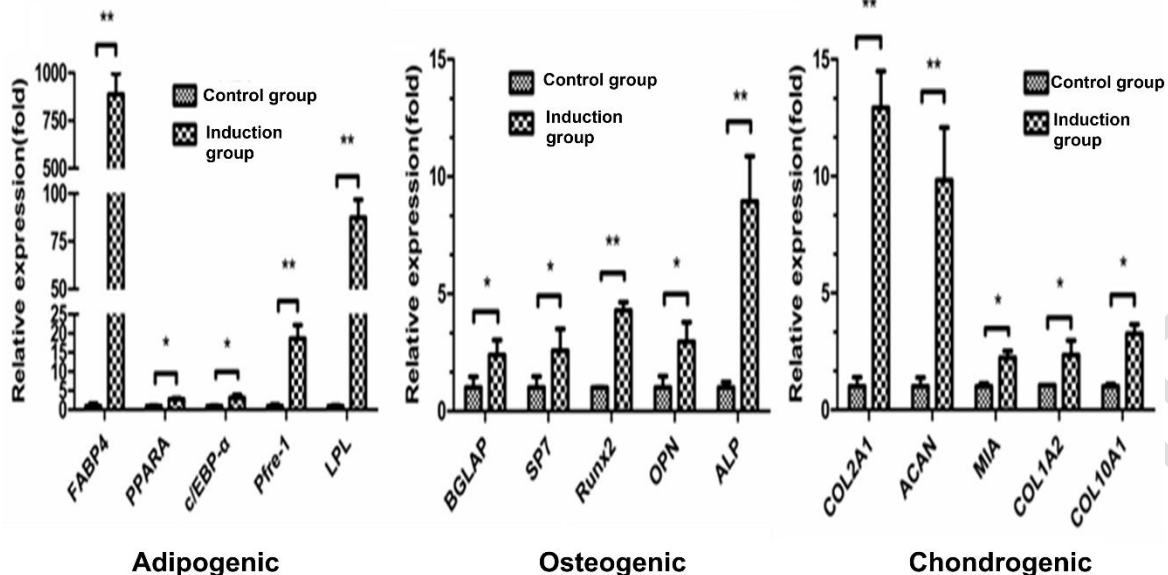 **
**
*
*
**
Relative expression(fold)
1000
750
500
100
75
50
25
20
15
10
5
0
Control group
Induction
group
FABP4
PPARA
c/EBP-α
Pfre-1
LPL
Adipogenic
**
*
*
**
*
Relative expression(fold)
15
10
5
0
Control group
Induction
group
BGLAP
SP7
Runx2
OPN
ALP
Osteogenic
**
**
*
*
*
Relative expression(fold)
15
10
5
0
Control group
Induction
group
COL2A1
ACAN
MIA
COL1A2
COL10A1
Chondrogenic